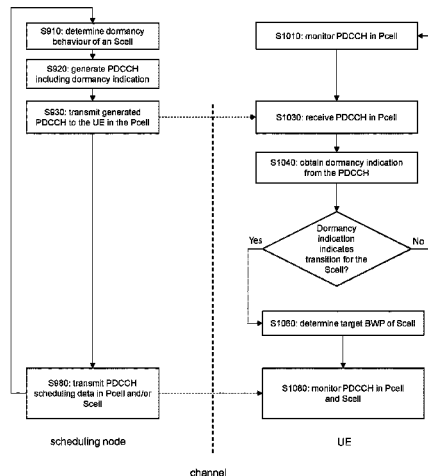 S910: determine dormancy
behaviour of an Scell
S920: generate PDCCH
including dormancy indication
S930: transmit generated
PDCCH to the UE in the Pcell
S980: transmit PDCCH
scheduling data in Pcell and/or
Scell
scheduling node
S1010: monitor PDCCH in Pcell
S1030: receive PDCCH in Pcell
S1040: obtain dormancy indication
from the PDCCH
Yes
Dormancy
indication
indicates
transition for the
Scell?
No
S1060: determine target BWP of Scell
S1080: monitor PDCCH in Pcell
and Scell
UE
channel